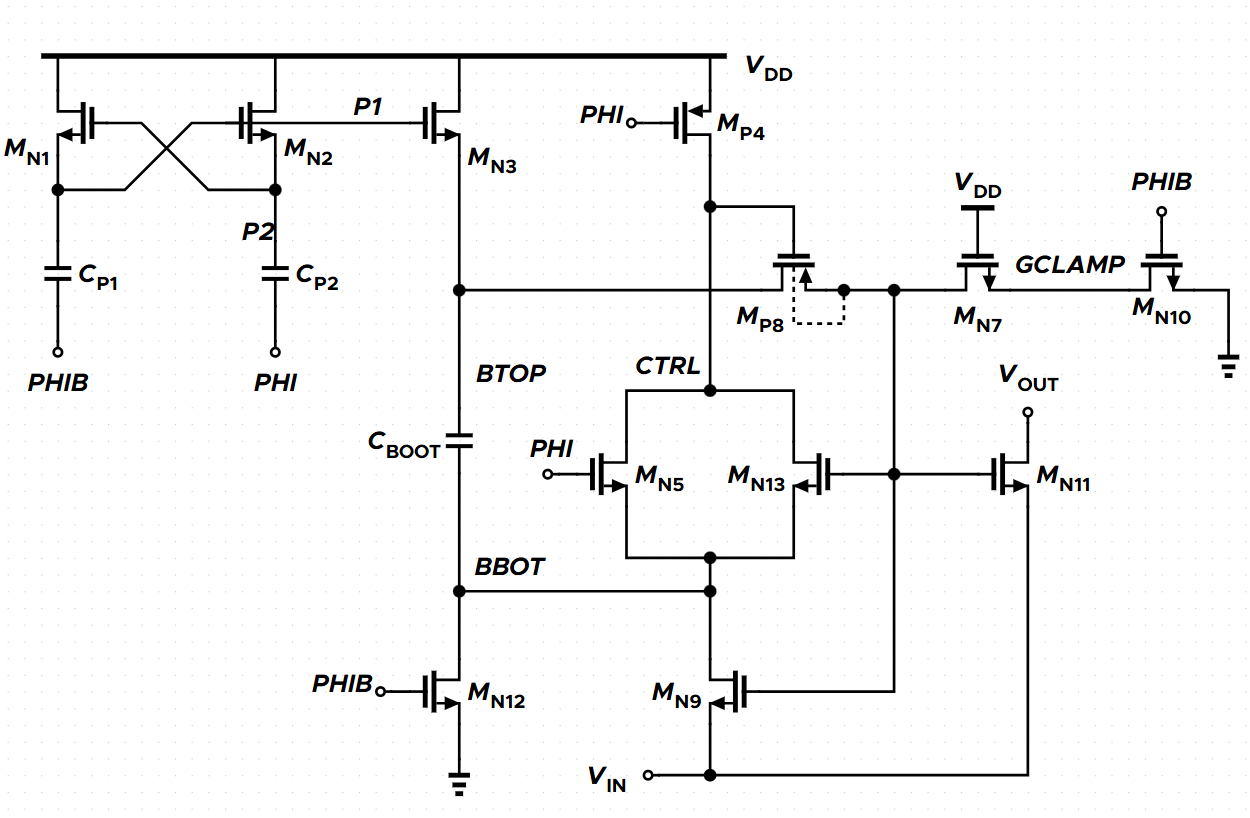 VDD
P1
PHI
MP4
MN1
MN2
MN3
VDD
PHIB
P2
CP1
CP2
GCLAMP
MP8
MN7
MN10
PHIB
PHI
BTOP
CTRL
VOUT
CBOOT
PHI
MN5
MN13
MN11
BBOT
PHIB
MN12
MN9
VIN